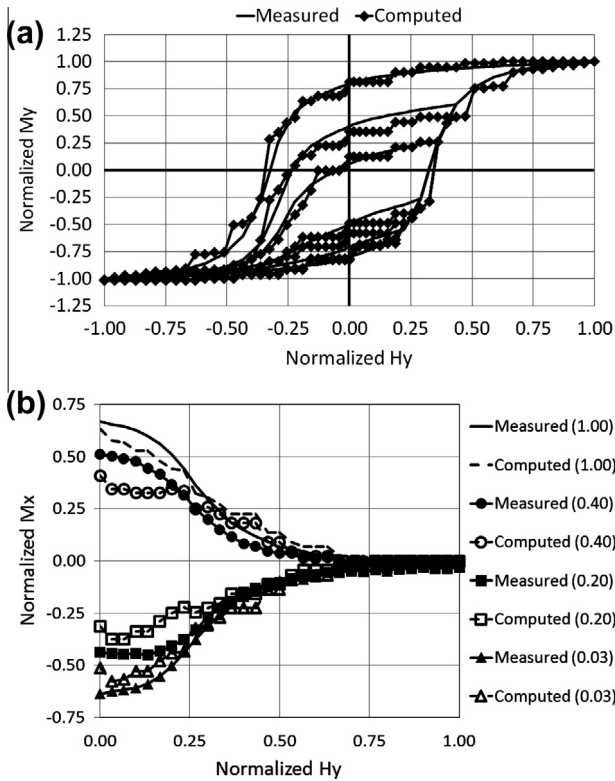 (a)
Measured Computed
1.25
1.00
0.75
0.50
0.25
0.00
-0.25
-0.50
-0.75
-1.00
-1.25
Normalized My
-1.00 -0.75 -0.50 -0.25 0.00 0.25 0.50 0.75 1.00
Normalized Hy
(b)
0.75
0.50
0.25
0.00
-0.25
-0.50
-0.75
Normalized Mx
0.00 0.25 0.50 0.75 1.00
Normalized Hy
Measured (1.00)
Computed (1.00)
Measured (0.40)
Computed (0.40)
Measured (0.20)
Computed (0.20)
Measured (0.03)
Computed (0.03)